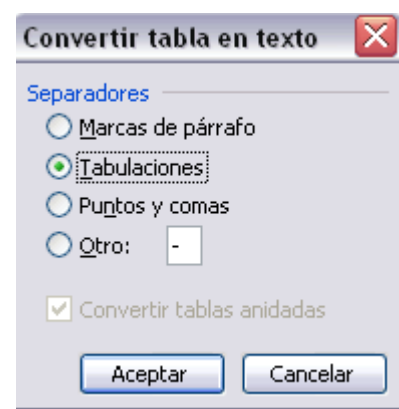 Convertir tabla en texto
Separadores
Marcas de párrafo
Tabulaciones
Puntos y comas
Otro: -
Convertir tablas anidadas
Aceptar Cancelar